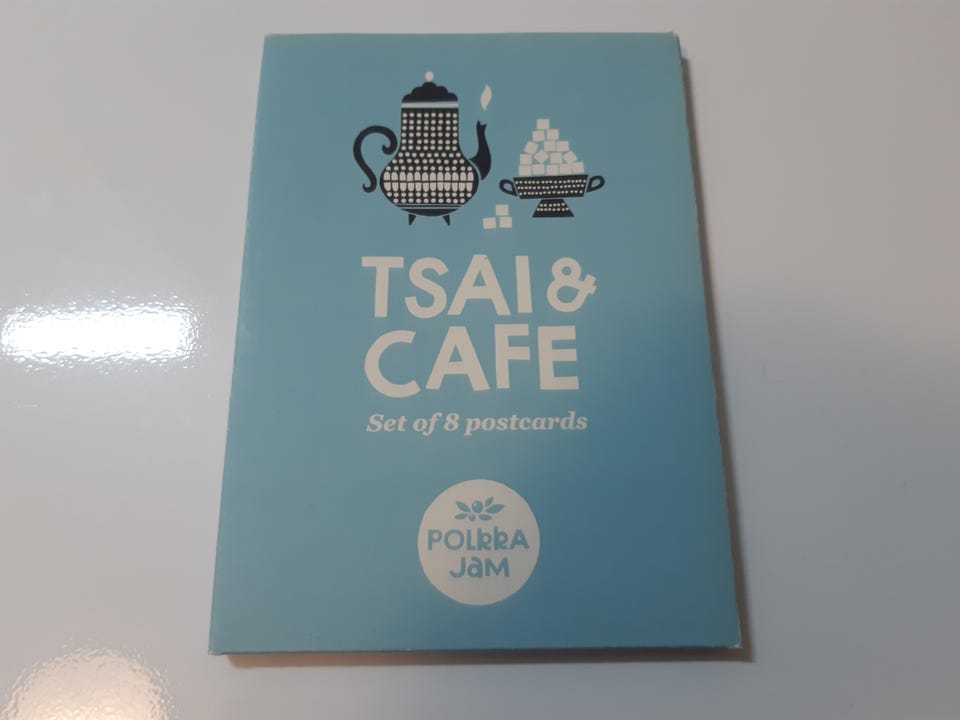 TSAI &
CAFE
Set of 8 postcards
POLKKA
JAM